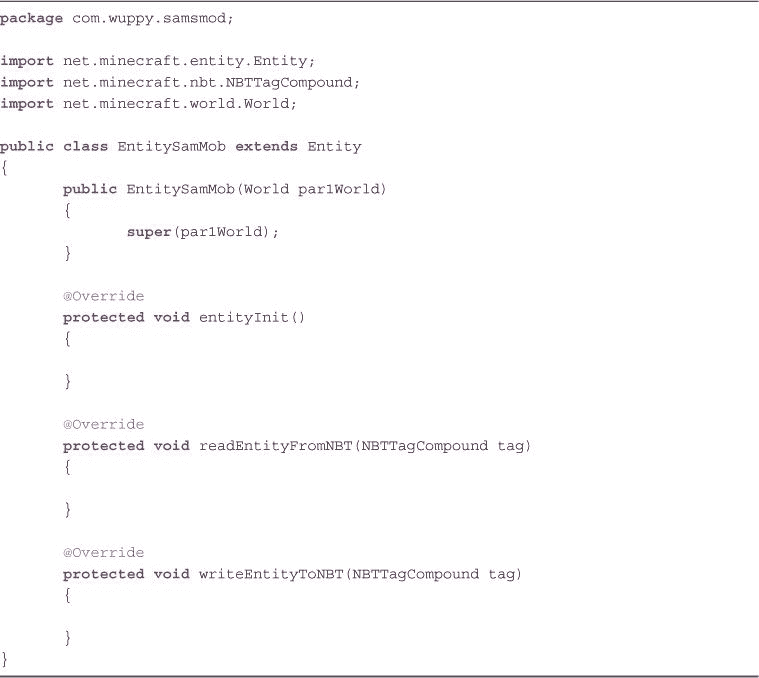 package com.wuppy.samsmod;

import net.minecraft.entity.Entity;
import net.minecraft.nbt.NBTTagCompound;
import net.minecraft.world.World;

public class EntitySamMob extends Entity
{
       public EntitySamMob(World par1World)
       {
              super(par1World);
       }

       @Override
       protected void entityInit()
       {

       }

       @Override
       protected void readEntityFromNBT(NBTTagCompound tag)
       {

       }

       @Override
       protected void writeEntityToNBT(NBTTagCompound tag)
       {

       }
}